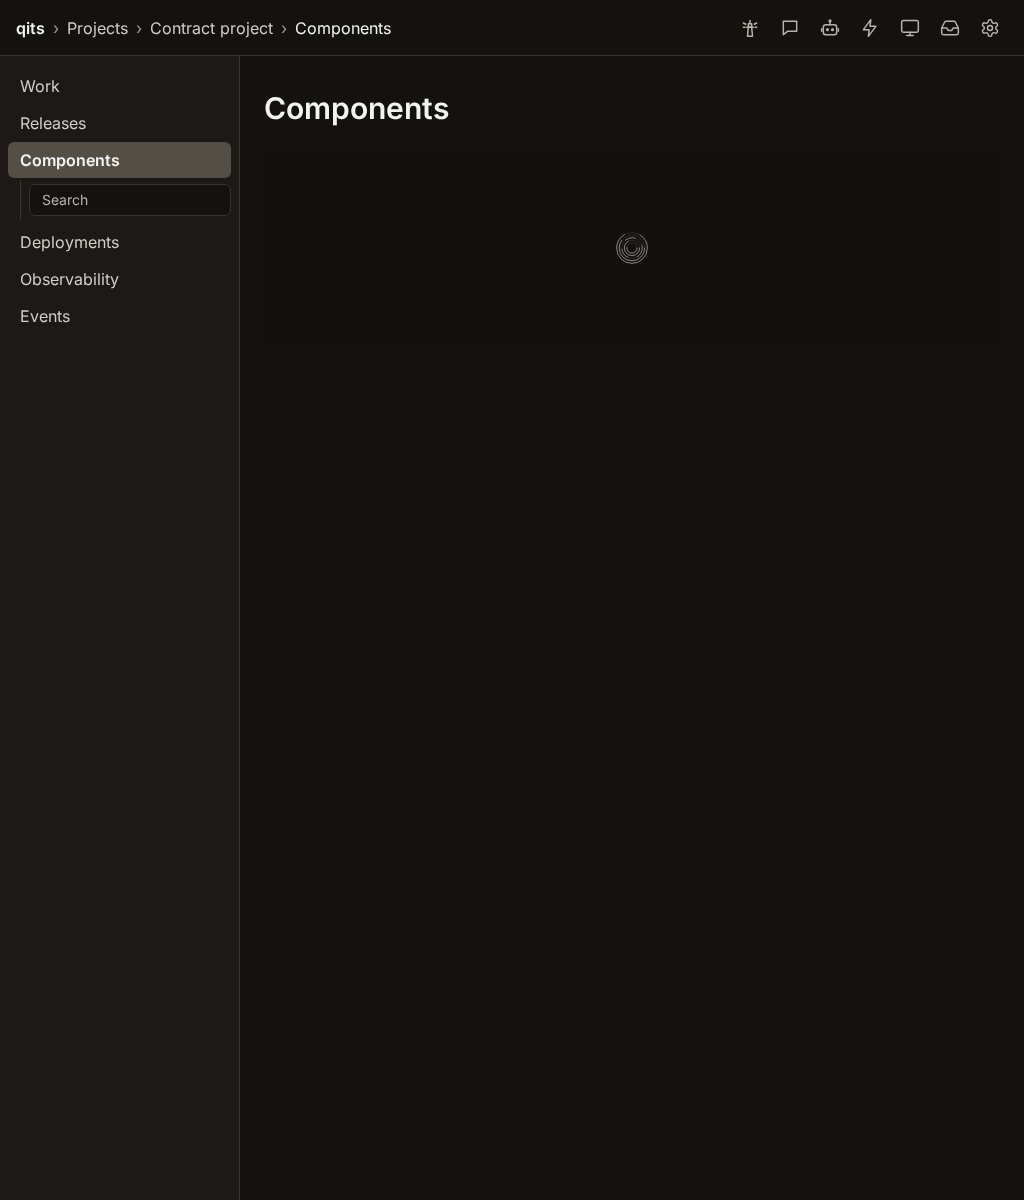 qits › Projects › Contract project › Components
Work
Releases
Components
Search
Deployments
Observability
Events
Components